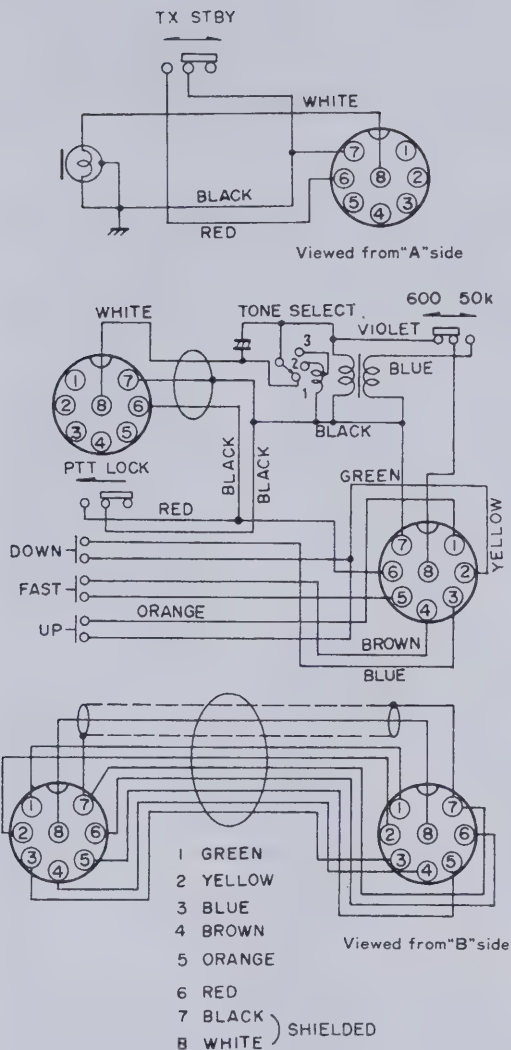 TX STBY
WHITE
7 1
6 8 2
5 4 3
BLACK
RED
Viewed from "A" side
600 50k
WHITE
TONE SELECT
VIOLET
3
2
1
BLUE
1 7
2 8 6
3 4 5
BLACK
BLACK
BLACK
GREEN
YELLOW
PTT LOCK
RED
7 1
6 8 2
5 4 3
DOWN
FAST
ORANGE
UP
BROWN
BLUE
1 7
2 8 6
3 4 5
1 7
2 8 6
3 4 5
1 GREEN
2 YELLOW
3 BLUE
4 BROWN
5 ORANGE
6 RED
7 BLACK
8 WHITE
) SHIELDED
Viewed from "B" side